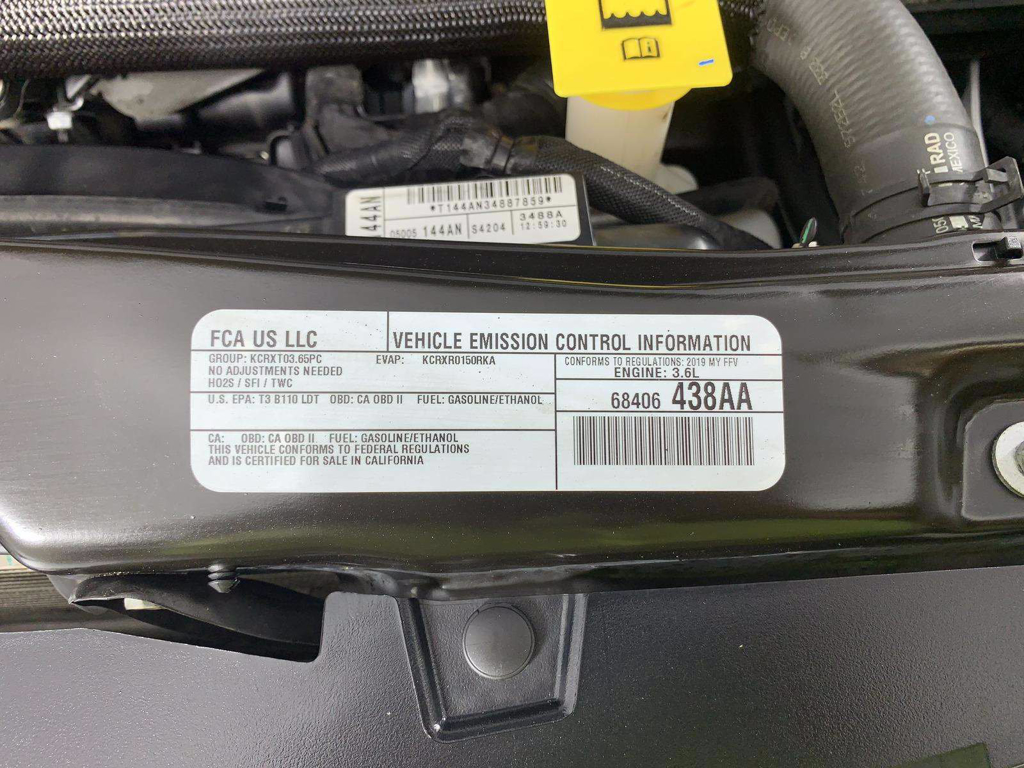 44AN
*T144AN34887859*
05005 144AN S4204 3488A
12:59:30
RAD
MEXICO
FCA US LLC
VEHICLE EMISSION CONTROL INFORMATION
GROUP: KCRXT03.65PC EVAP: KCRXR0150RKA
NO ADJUSTMENTS NEEDED
HO2S / SFI / TWC
CONFORMS TO REGULATIONS: 2019 MY FFV
ENGINE: 3.6L
U.S. EPA: T3 B110 LDT OBD: CA OBD II FUEL: GASOLINE/ETHANOL
68406 438AA
CA: OBD: CA OBD II FUEL: GASOLINE/ETHANOL
THIS VEHICLE CONFORMS TO FEDERAL REGULATIONS
AND IS CERTIFIED FOR SALE IN CALIFORNIA